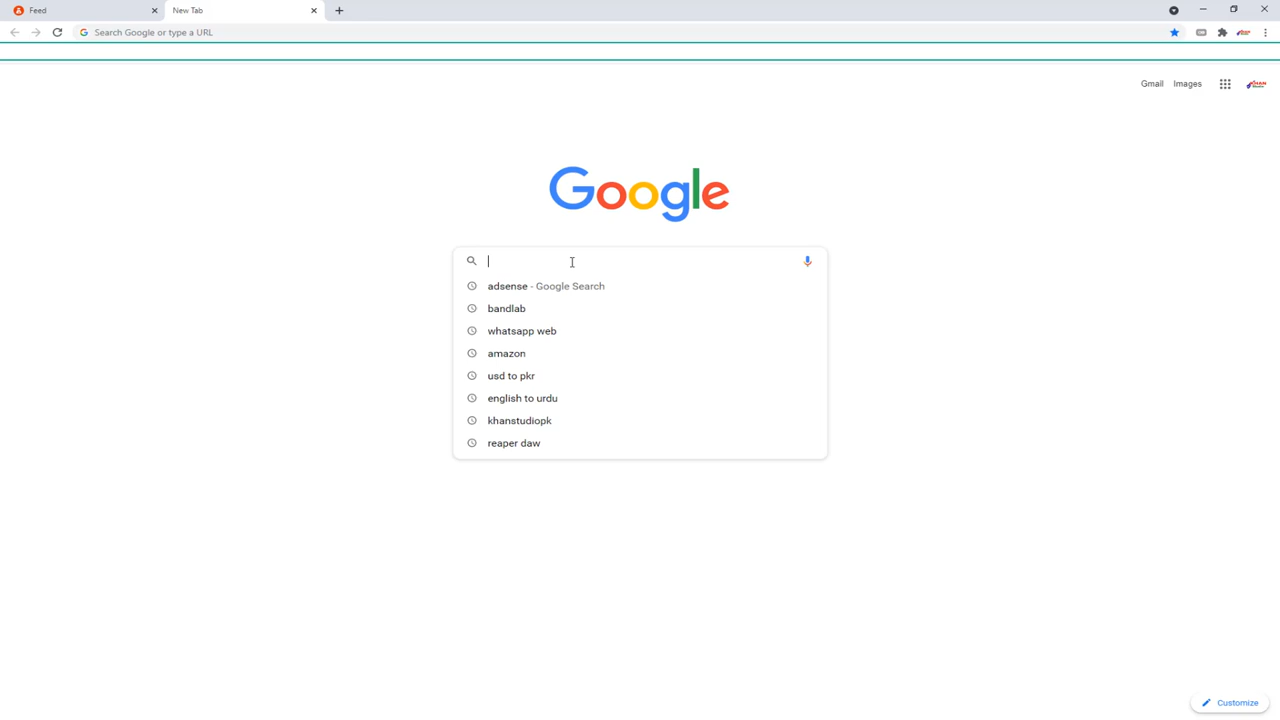 Feed
New Tab
Search Google or type a URL
Gmail Images
Google
adsense - Google Search
bandlab
whatsapp web
amazon
usd to pkr
english to urdu
khanstudiopk
reaper daw
Customize